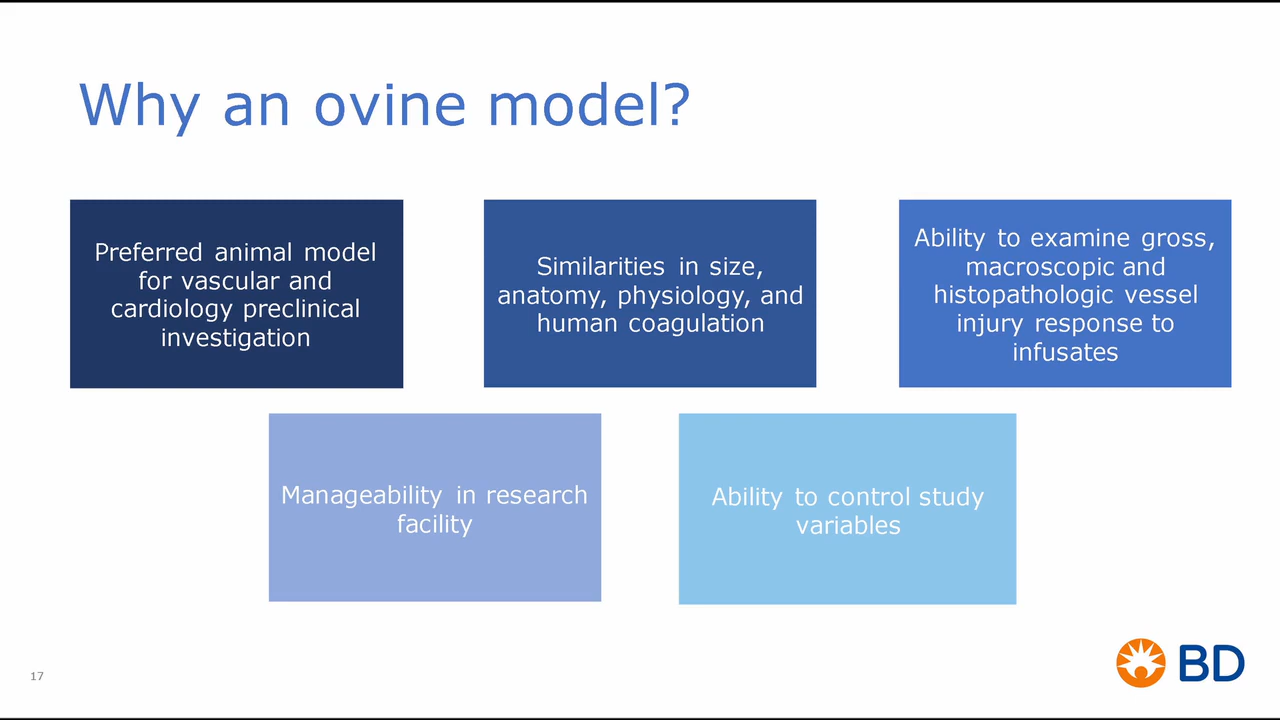 Why an ovine model?
Preferred animal model
for vascular and
cardiology preclinical
investigation
Similarities in size,
anatomy, physiology, and
human coagulation
Ability to examine gross,
macroscopic and
histopathologic vessel
injury response to
infusates
Manageability in research
facility
Ability to control study
variables
17
BD